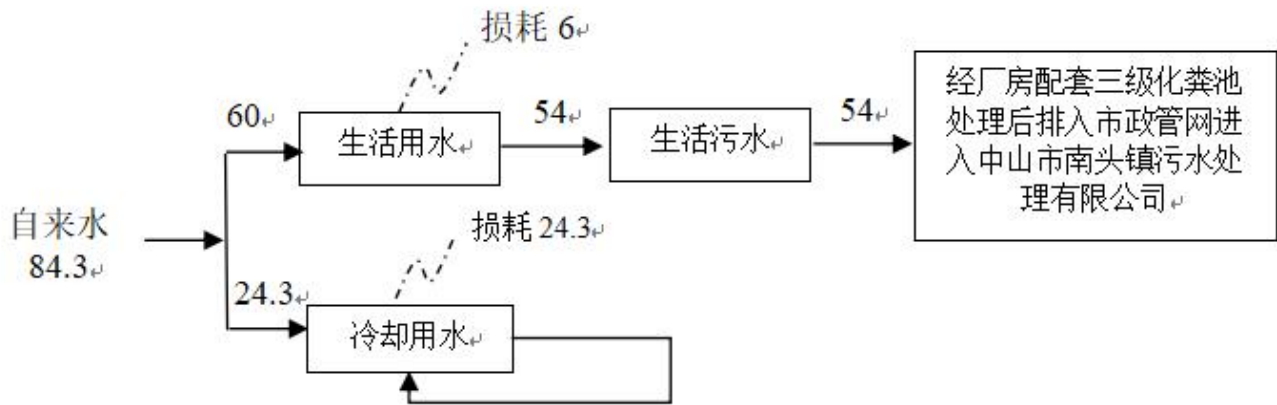 损耗 6
60
生活用水
54
生活污水
54
经厂房配套三级化粪池
处理后排入市政管网进
入中山市南头镇污水处
理有限公司
自来水
84.3
损耗 24.3
24.3
冷却用水